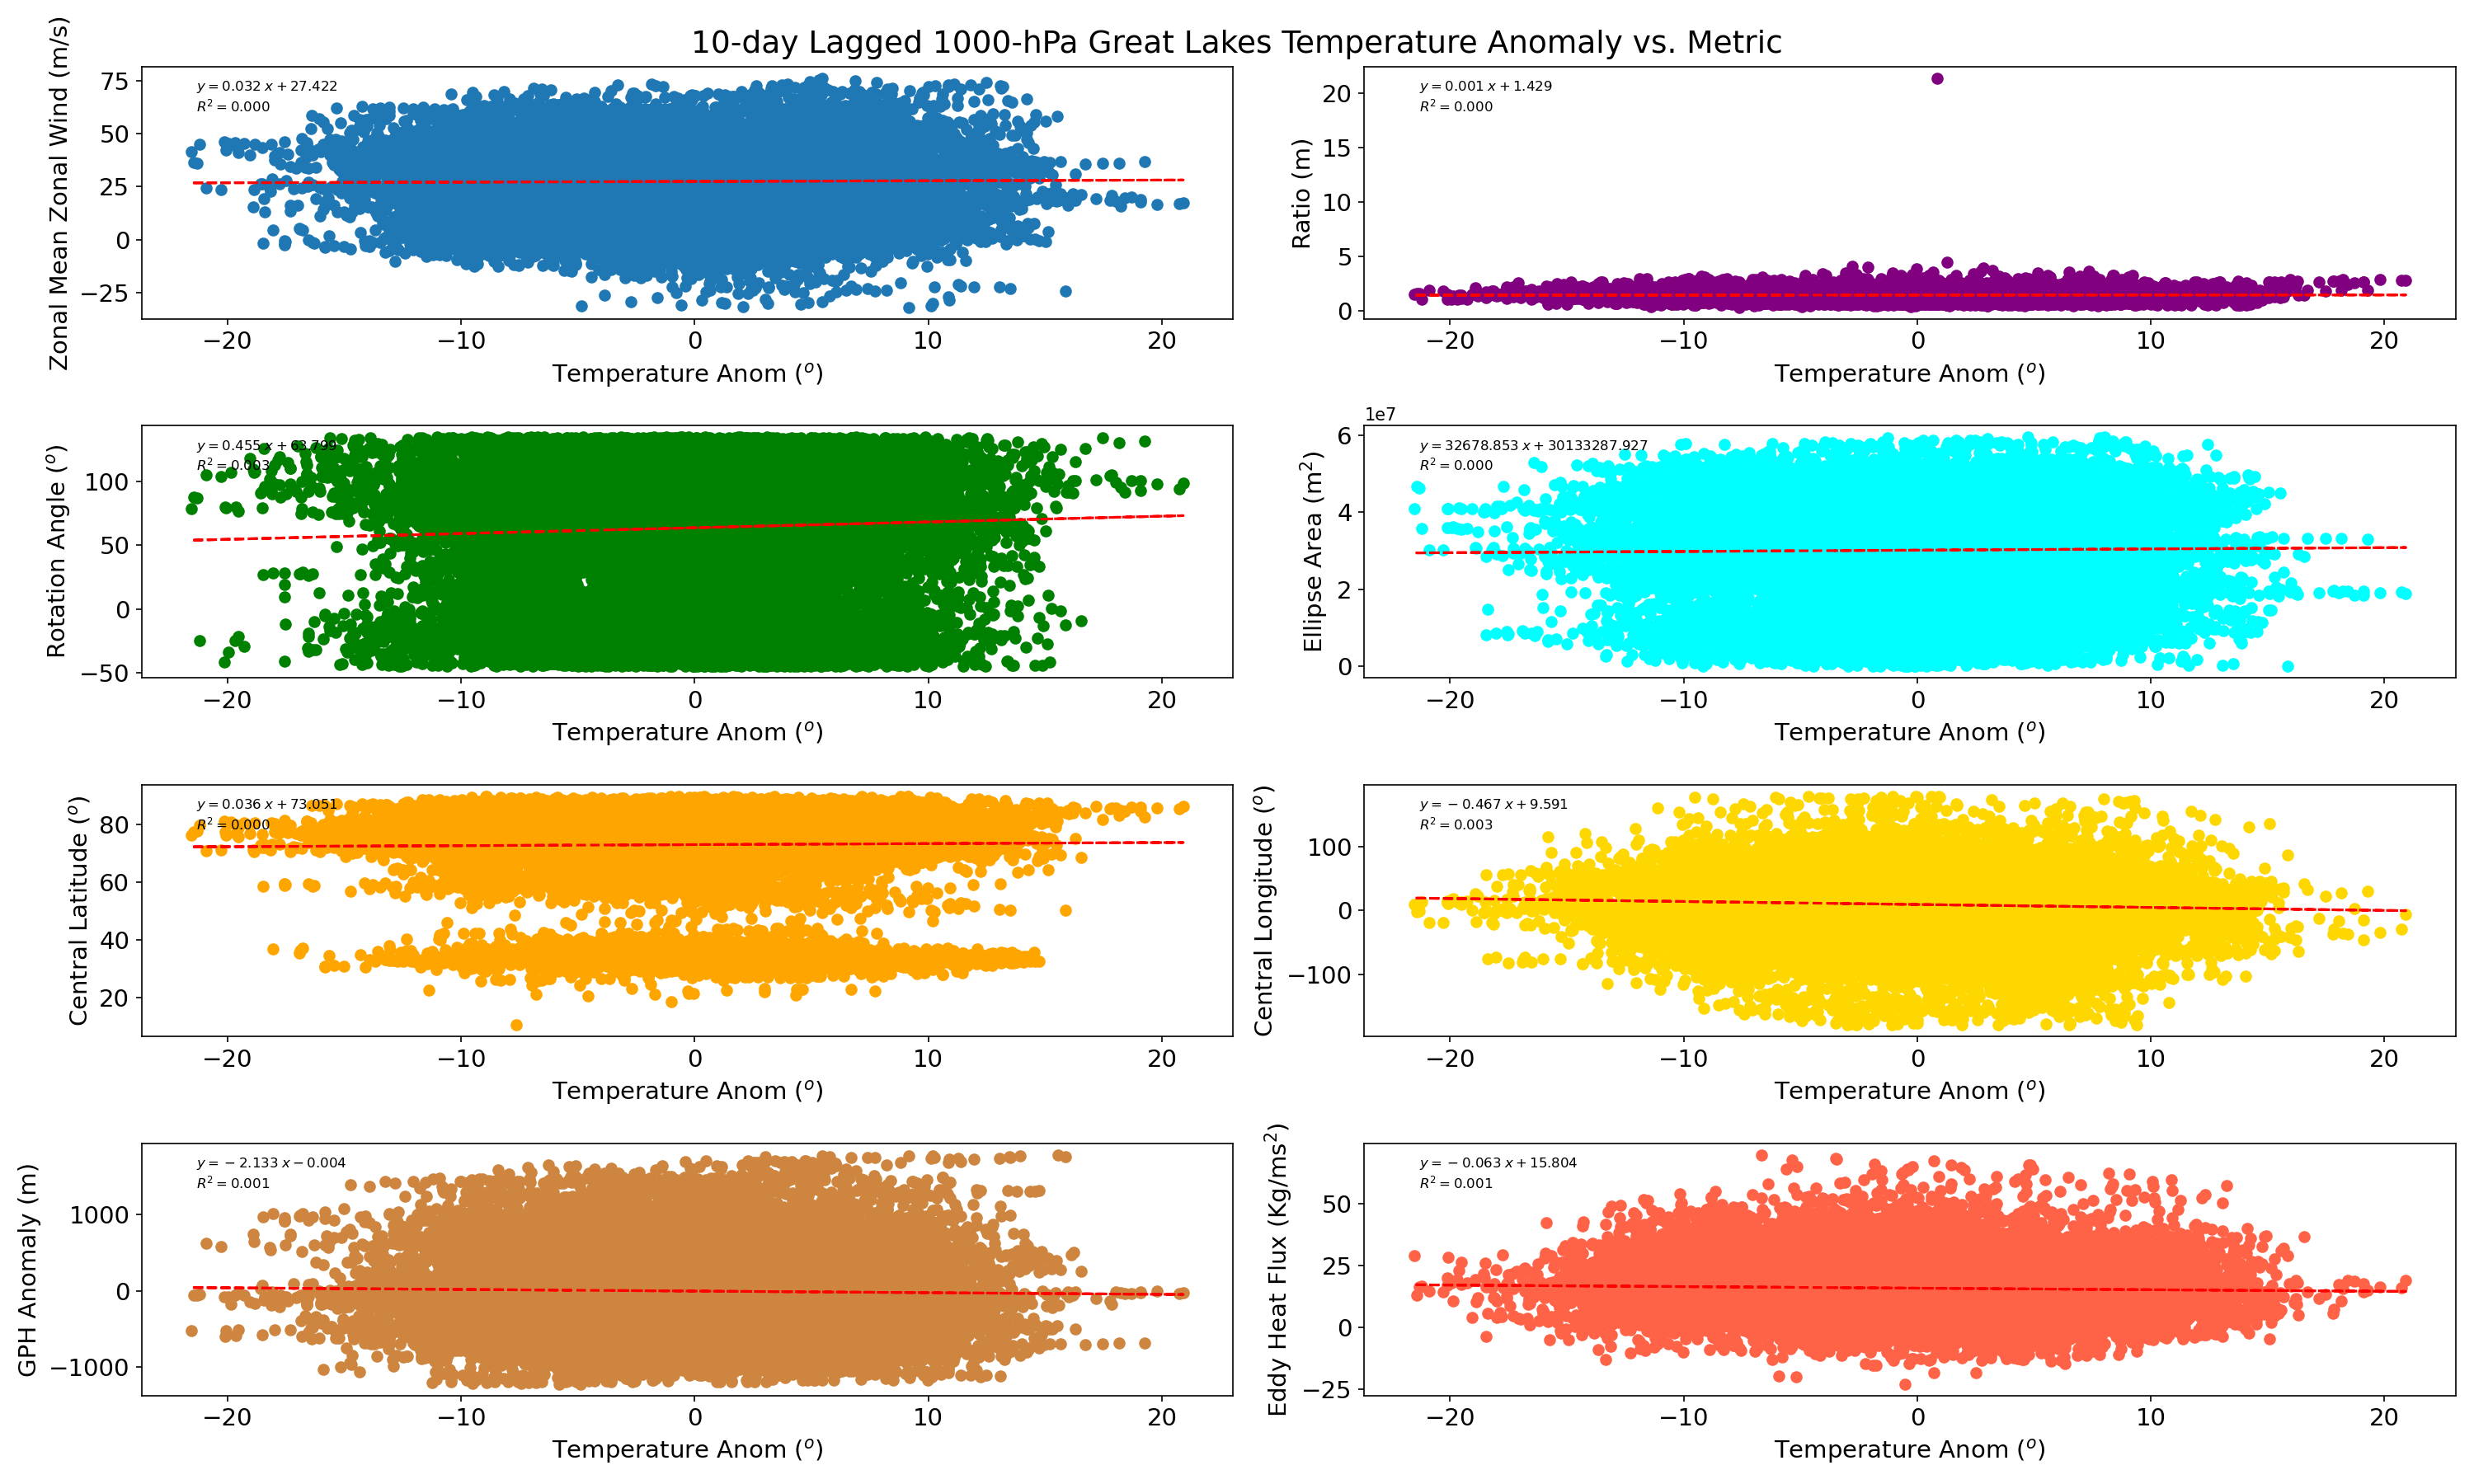 10-day Lagged 1000-hPa Great Lakes Temperature Anomaly vs. Metric
Zonal Mean Zonal Wind (m/s)
75
50
25
0
−25
y = 0.032 x + 27.422
R² = 0.000
−20 −10 0 10 20
Temperature Anom (°)
Ratio (m)
20
15
10
5
0
y = 0.001 x + 1.429
R² = 0.000
−20 −10 0 10 20
Temperature Anom (°)
Rotation Angle (°)
100
50
0
−50
y = 0.455 x + 63.799
R² = 0.003
−20 −10 0 10 20
Temperature Anom (°)
Ellipse Area (m²)
1e7
6
4
2
0
y = 32678.853 x + 30133287.927
R² = 0.000
−20 −10 0 10 20
Temperature Anom (°)
Central Latitude (°)
80
60
40
20
y = 0.036 x + 73.051
R² = 0.000
−20 −10 0 10 20
Temperature Anom (°)
Central Longitude (°)
100
0
−100
y = − 0.467 x + 9.591
R² = 0.003
−20 −10 0 10 20
Temperature Anom (°)
GPH Anomaly (m)
1000
0
−1000
y = − 2.133 x − 0.004
R² = 0.001
−20 −10 0 10 20
Temperature Anom (°)
Eddy Heat Flux (Kg/ms²)
50
25
0
−25
y = − 0.063 x + 15.804
R² = 0.001
−20 −10 0 10 20
Temperature Anom (°)